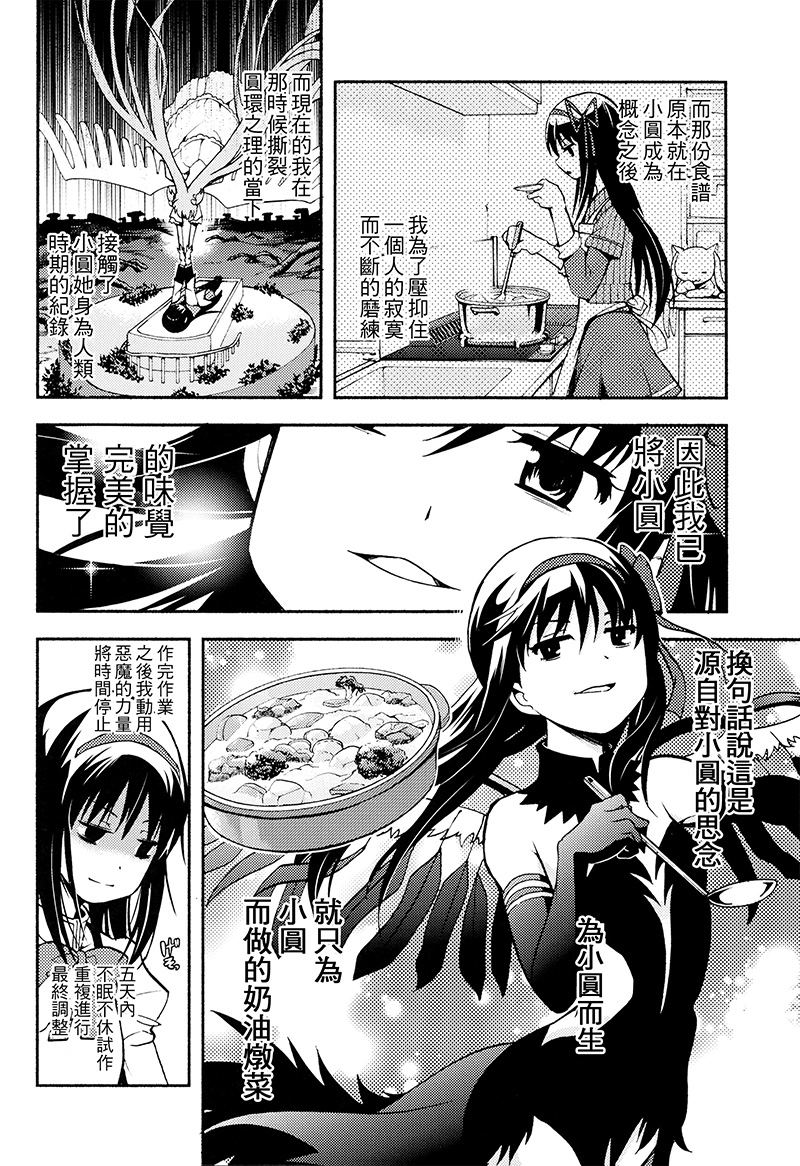 而那份食譜
原本就在
小圓成為
概念之後
我為了壓抑住
一個人的寂寞
而不斷的磨練
而現在的我在
那時候撕裂
圓環之理的當下
接觸了
小圓她身為人類
時期的紀錄
因此我已
將小圓
的味覺
完美的
掌握了
換句話說這是
源自對小圓的思念
為小圓而生
就只為
小圓
而做的奶油燉菜
作完作業
之後我動用
惡魔的力量
將時間停止
五天內
不眠不休試作
重複進行
最終調整
げそ…